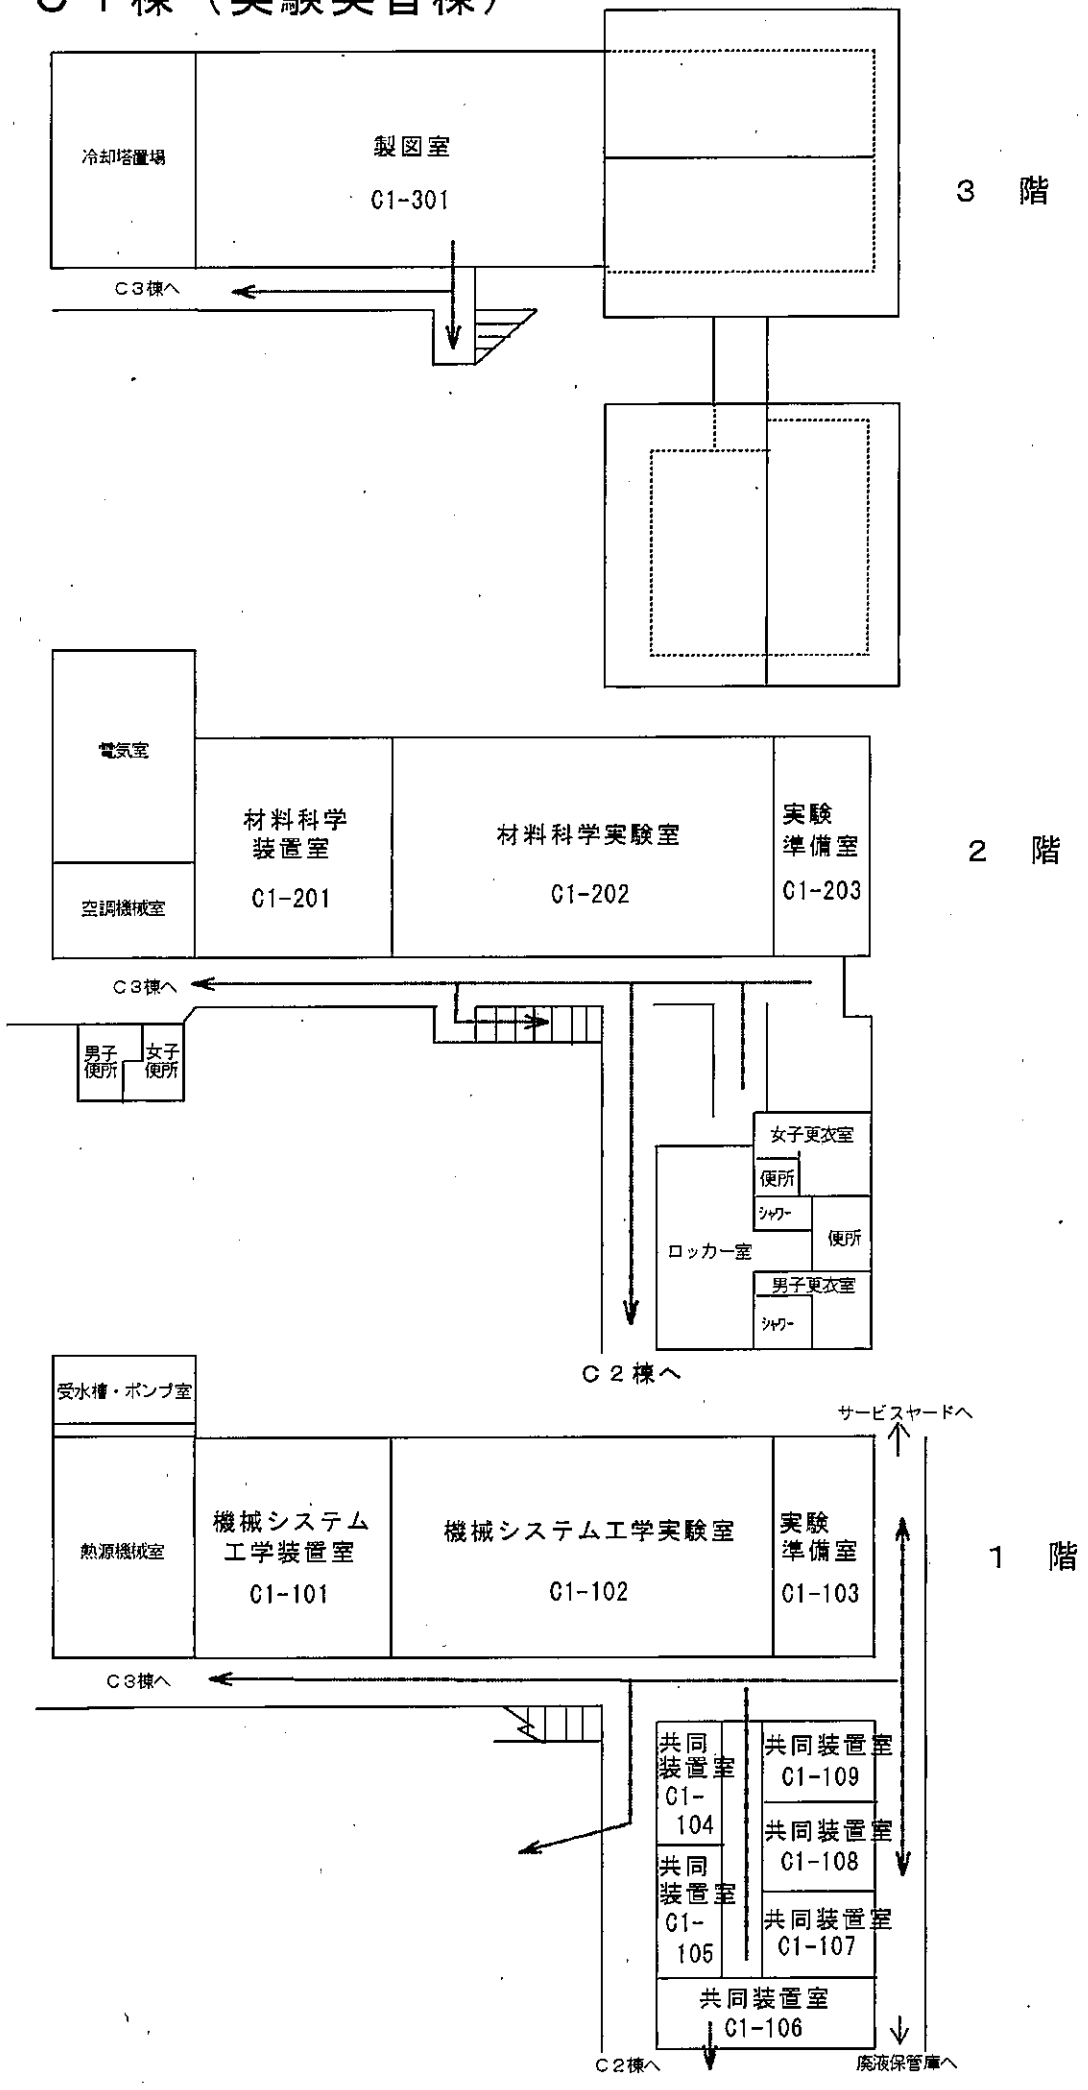 C1棟（実験実習棟）
冷却塔置場
製図室
C1-301
3 階
C3棟へ
電気室
空調機械室
材料科学
装置室
C1-201
材料科学実験室
C1-202
実験
準備室
C1-203
2 階
C3棟へ
男子
便所
女子
便所
女子更衣室
便所
シャワー
便所
ロッカー室
男子更衣室
シャワー
C2棟へ
受水槽・ポンプ室
サービスヤードへ
熱源機械室
機械システム
工学装置室
C1-101
機械システム工学実験室
C1-102
実験
準備室
C1-103
1 階
C3棟へ
共同
装置室
C1-
104
共同装置室
C1-109
共同装置室
C1-108
共同
装置室
C1-
105
共同装置室
C1-107
共同装置室
C1-106
C2棟へ
廃液保管庫へ